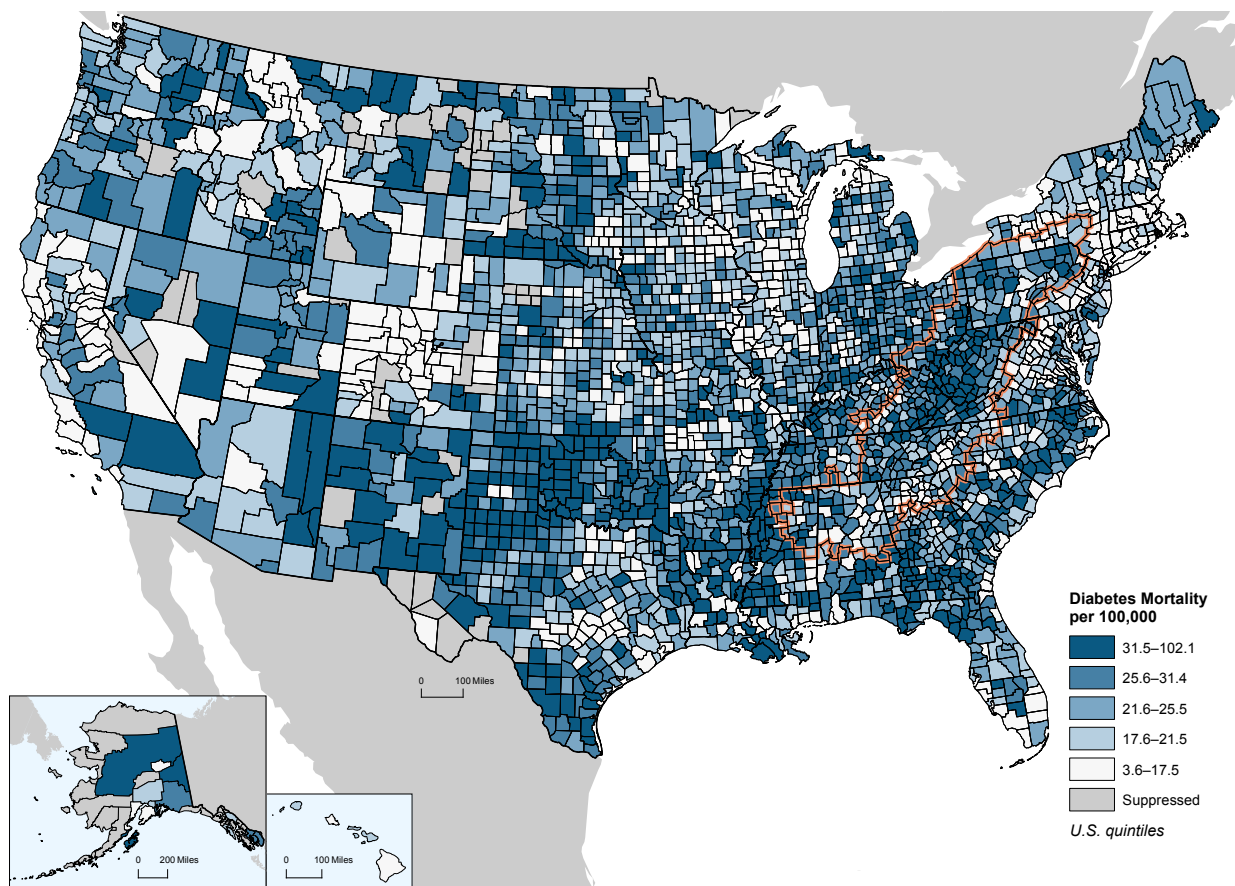 Diabetes Mortality
per 100,000
31.5–102.1
25.6–31.4
21.6–25.5
17.6–21.5
3.6–17.5
Suppressed
U.S. quintiles
0 100 Miles
0 200 Miles
0 100 Miles